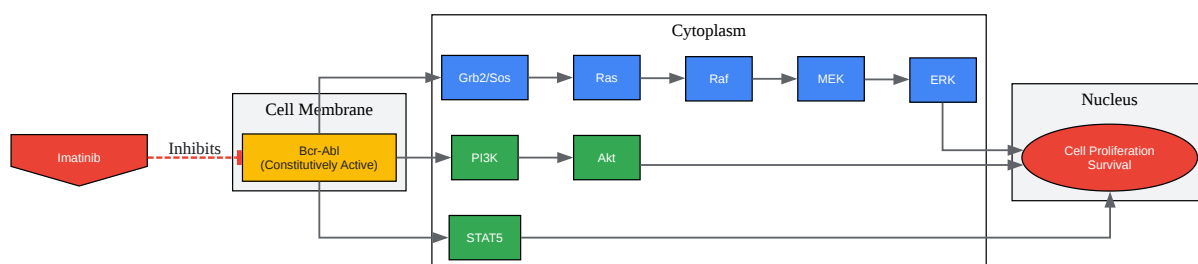 Cytoplasm
Grb2/Sos
Ras
Raf
MEK
ERK
Cell Membrane
Nucleus
Imatinib
Inhibits
Bcr-Abl
(Constitutively Active)
PI3K
Akt
Cell Proliferation
Survival
STAT5